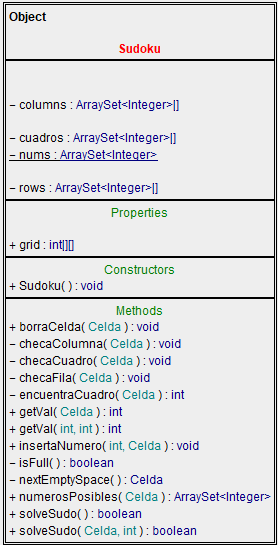 Object
Sudoku
− columns : ArraySet<Integer>[]
− cuadros : ArraySet<Integer>[]
− nums : ArraySet<Integer>
− rows : ArraySet<Integer>[]
Properties
+ grid : int[][]
Constructors
+ Sudoku( ) : void
Methods
+ borraCelda( Celda ) : void
− checaColumna( Celda ) : void
− checaCuadro( Celda ) : void
− checaFila( Celda ) : void
− encuentraCuadro( Celda ) : int
+ getVal( Celda ) : int
+ getVal( int, int ) : int
+ insertaNumero( int, Celda ) : void
− isFull( ) : boolean
− nextEmptySpace( ) : Celda
+ numerosPosibles( Celda ) : ArraySet<Integer>
+ solveSudo( ) : boolean
+ solveSudo( Celda, int ) : boolean